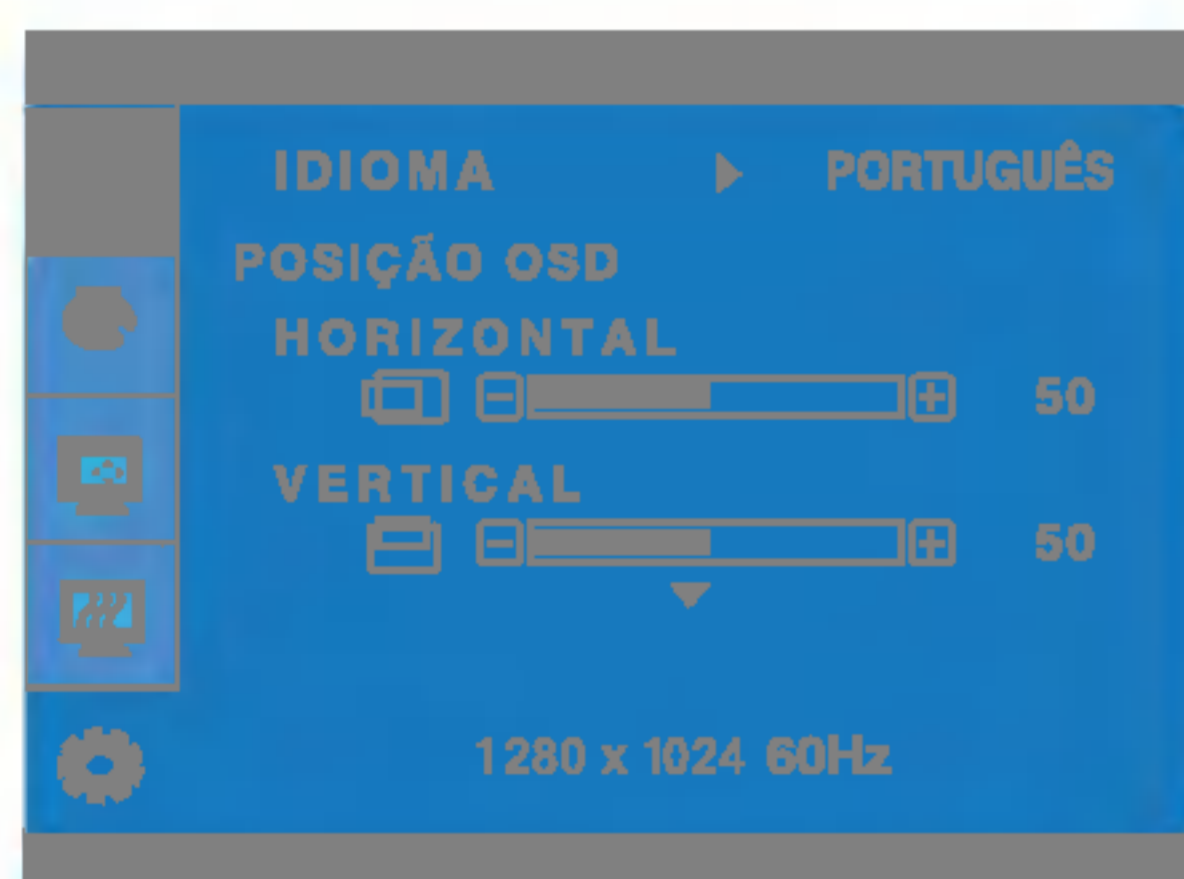 IDIOMA PORTUGUÊS
POSIÇÃO OSD
HORIZONTAL
50
VERTICAL
50
1280 x 1024 60Hz